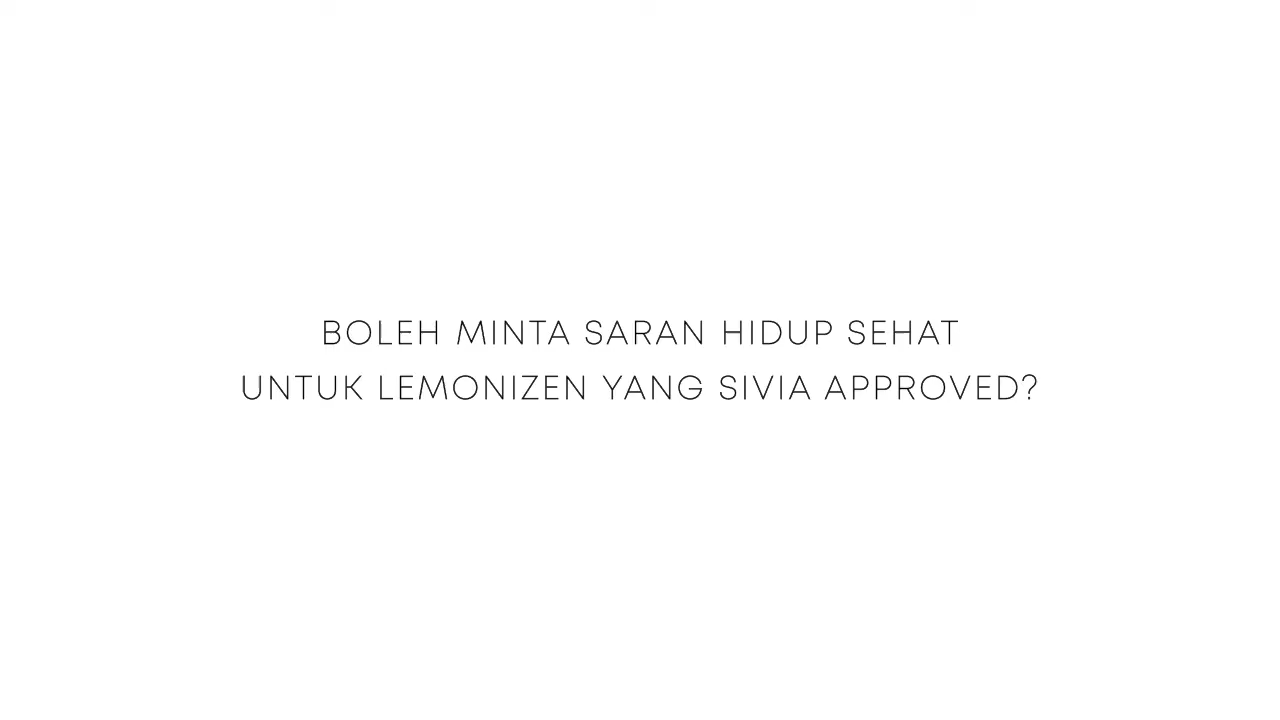 BOLEH MINTA SARAN HIDUP SEHAT
UNTUK LEMONIZEN YANG SIVIA APPROVED?